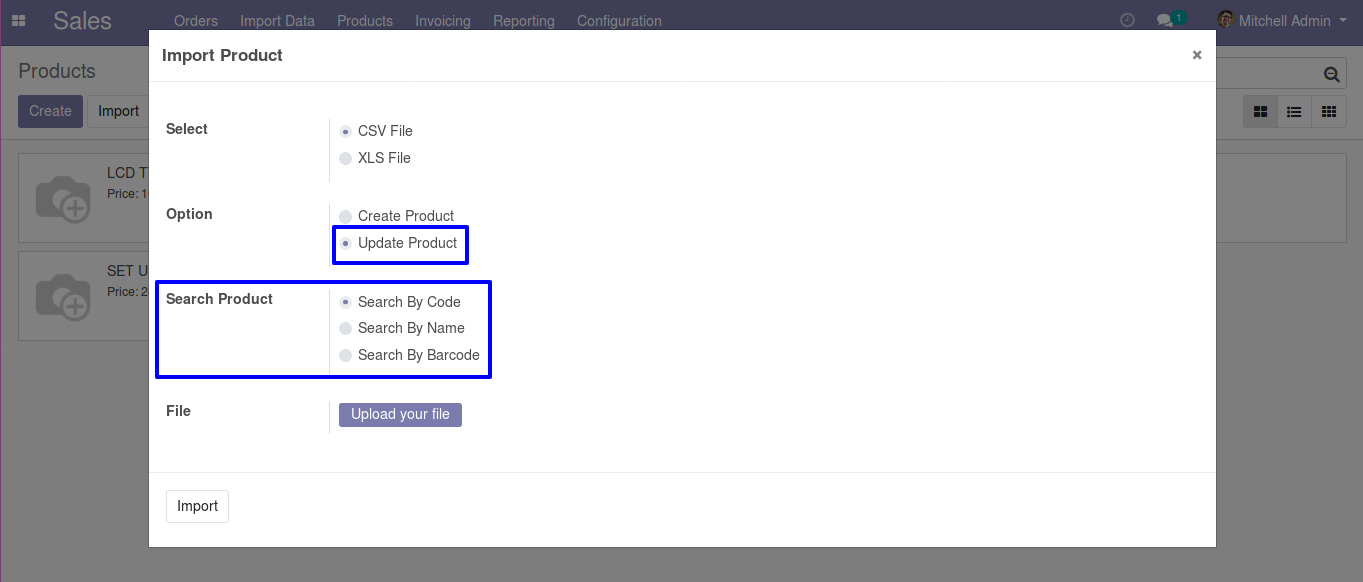 Sales Orders Import Data Products Invoicing Reporting Configuration 1 Mitchell Admin
Import Product ×
Products
Create Import
Select CSV File
XLS File
LCD T
Price: 1
Option Create Product
Update Product
SET U
Price: 2
Search Product Search By Code
Search By Name
Search By Barcode
File Upload your file
Import